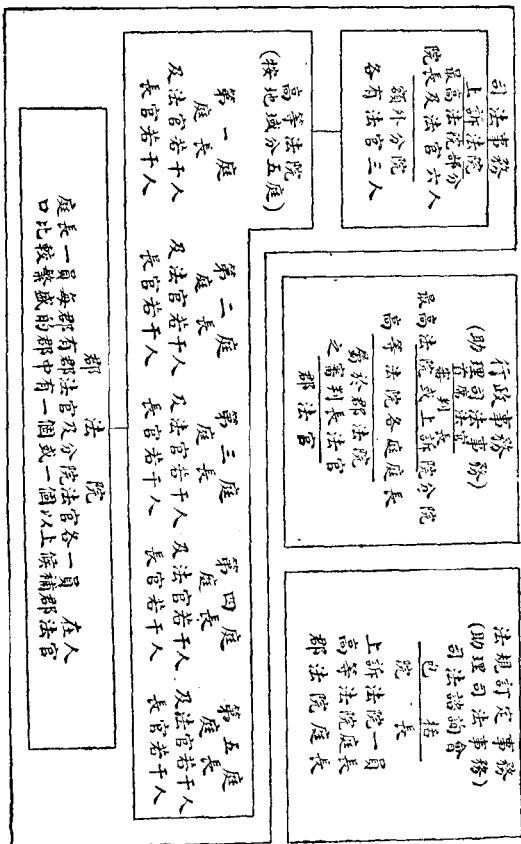 司法事務
上訴法院
最高法院部分
院長及法官六人
額外分院
各有法官三人
高等法院
(按地域分五庭)
第一庭
庭長
及法官若干人
長官若干人
第二庭
庭長
及法官若干人
長官若干人
第三庭
庭長
及法官若干人
長官若干人
第四庭
庭長
及法官若干人
長官若干人
第五庭
庭長
及法官若干人
長官若干人
郡法院
庭長一員每郡有郡法官及分院法官各一員 在人
口比較繁盛的郡中有一個或一個以上候補郡法官
行政事務
(助理司法事務)
首席法官
審判長
最高法院或上訴院分院
高等法院各庭庭長
屬於郡法院
之審判長法官
郡法官
法規訂定事務
(助理司法事務)
司法諮詢會
包括
院長
上訴法院一員
高等法院庭長
郡法院庭長